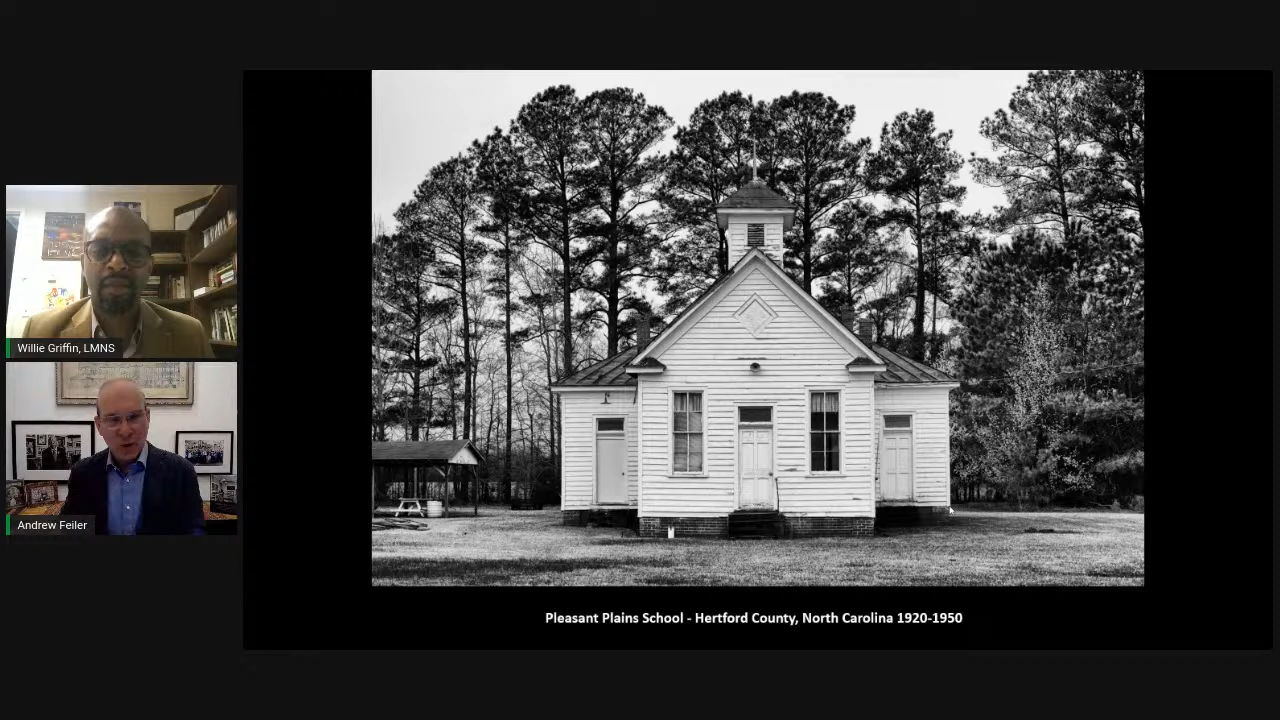 Willie Griffin, LMNS
Andrew Feiler
Pleasant Plains School - Hertford County, North Carolina 1920-1950